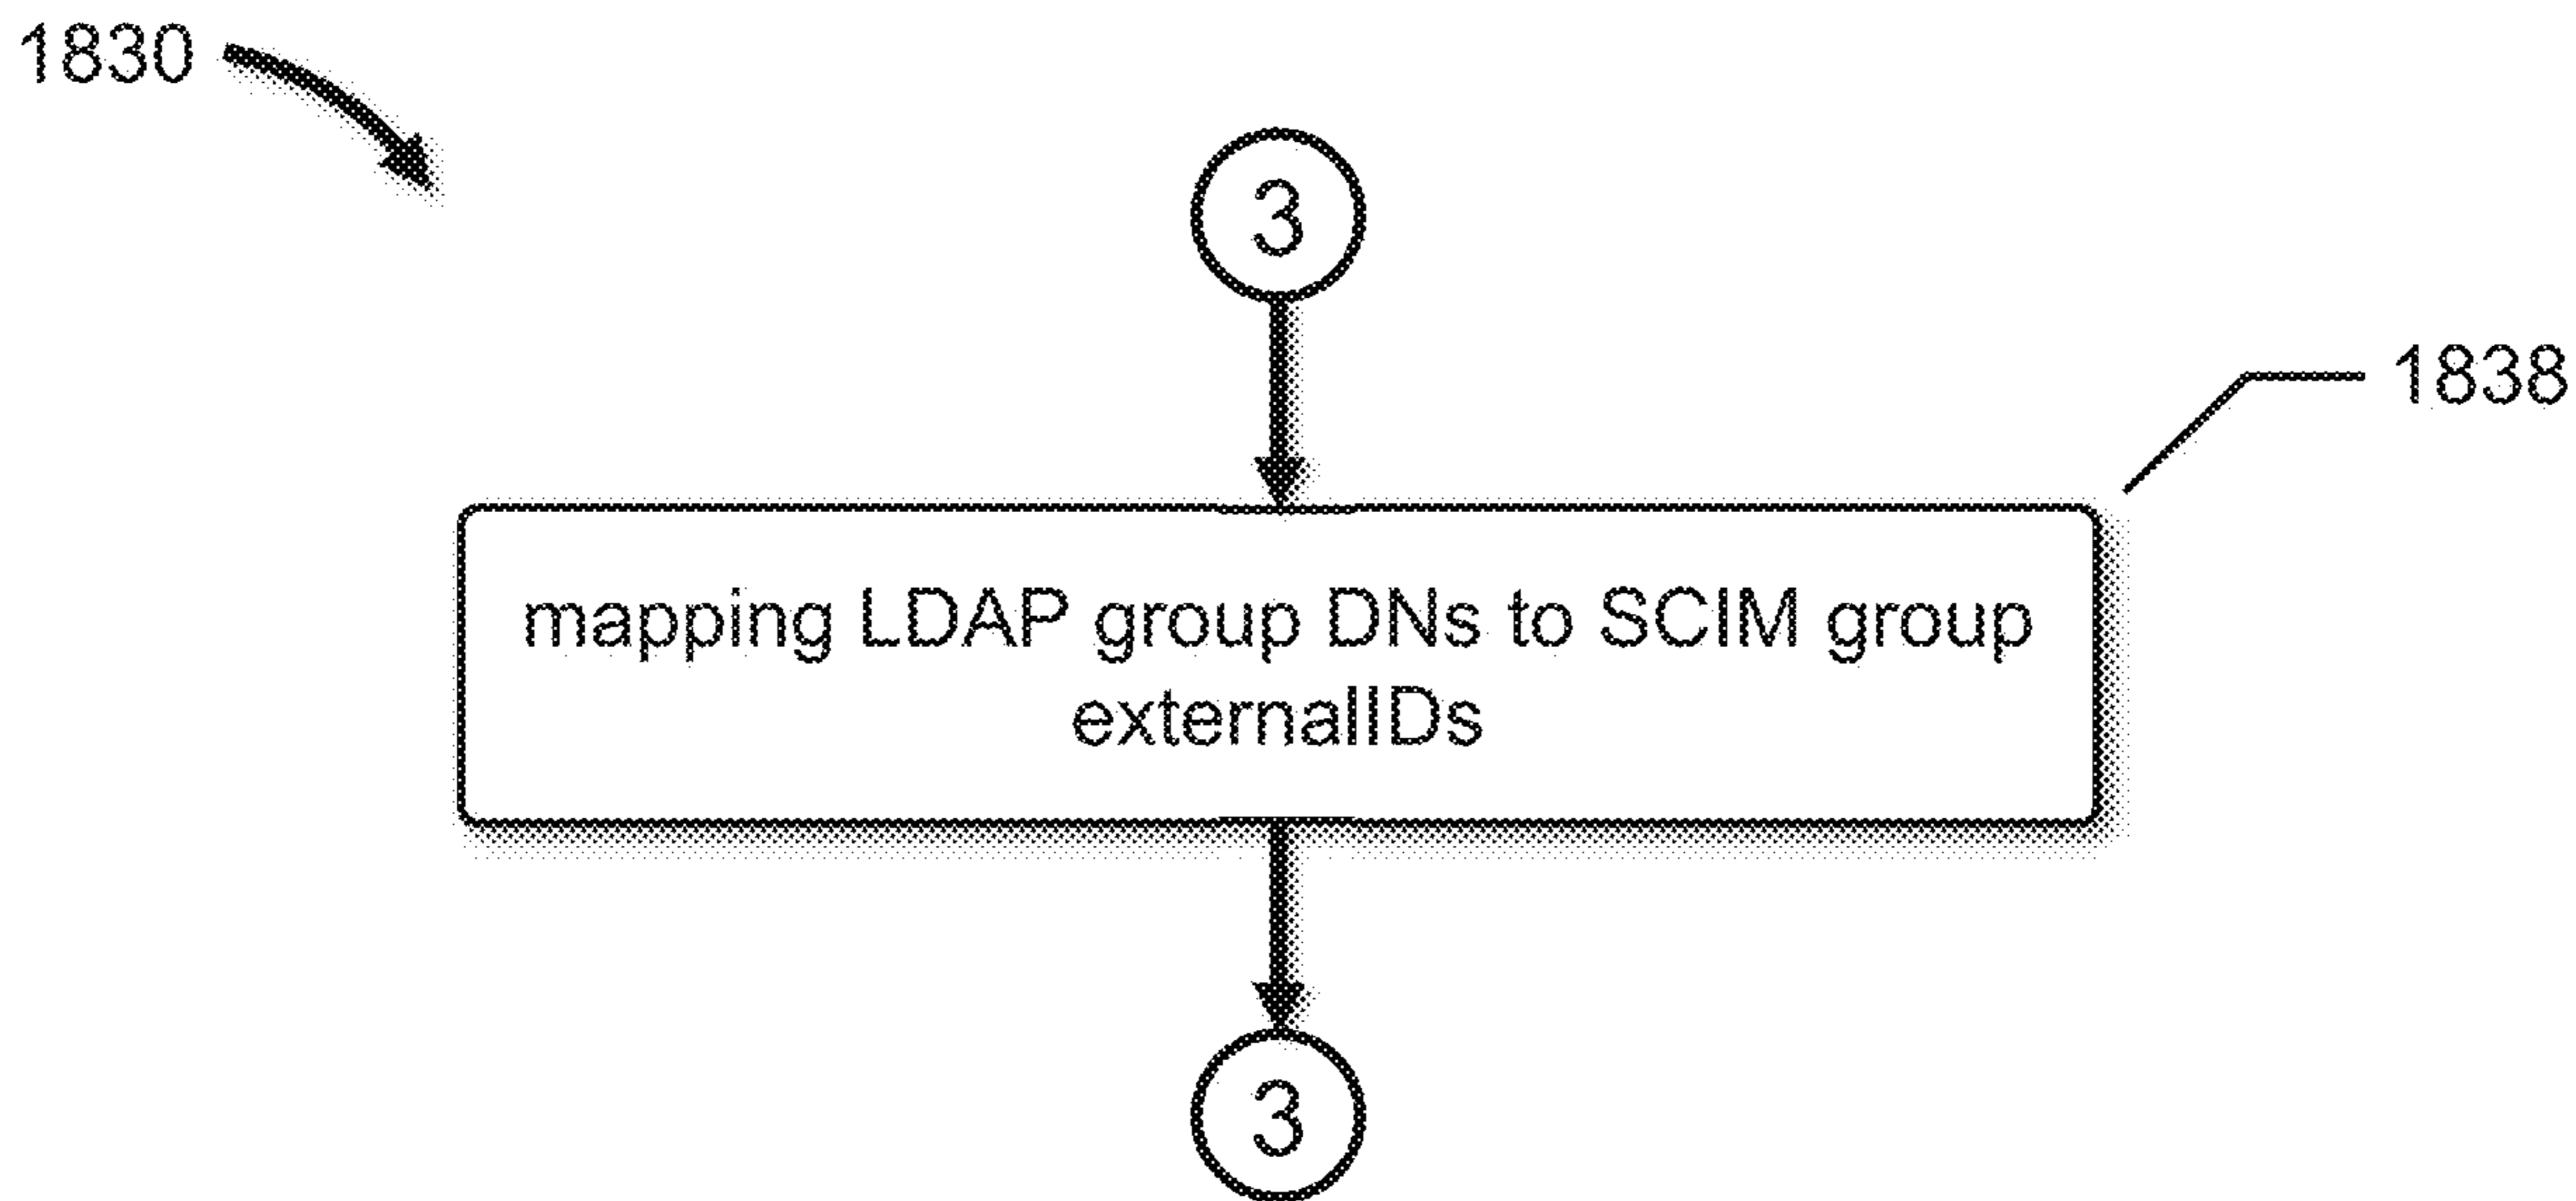 1830
3
1838
mapping LDAP group DNs to SCIM group
externalIDs
3